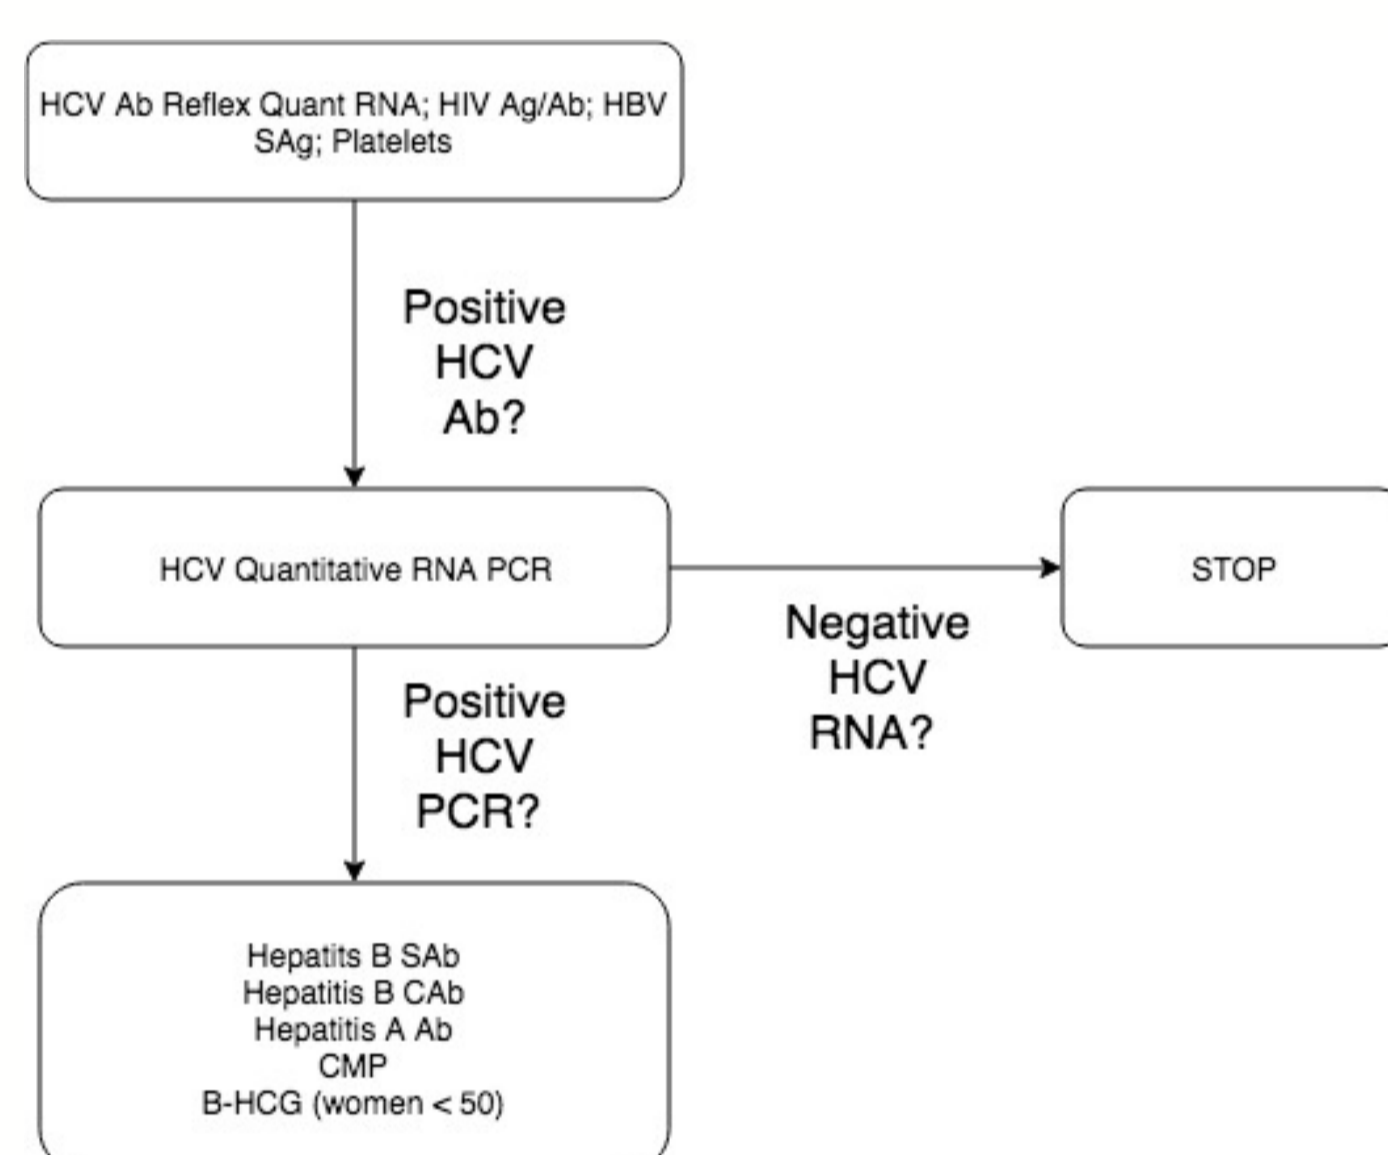 HCV Ab Reflex Quant RNA; HIV Ag/Ab; HBV
SAg; Platelets
Positive
HCV
Ab?
HCV Quantitative RNA PCR
STOP
Negative
HCV
RNA?
Positive
HCV
PCR?
Hepatits B SAb
Hepatitis B CAb
Hepatitis A Ab
CMP
B-HCG (women < 50)